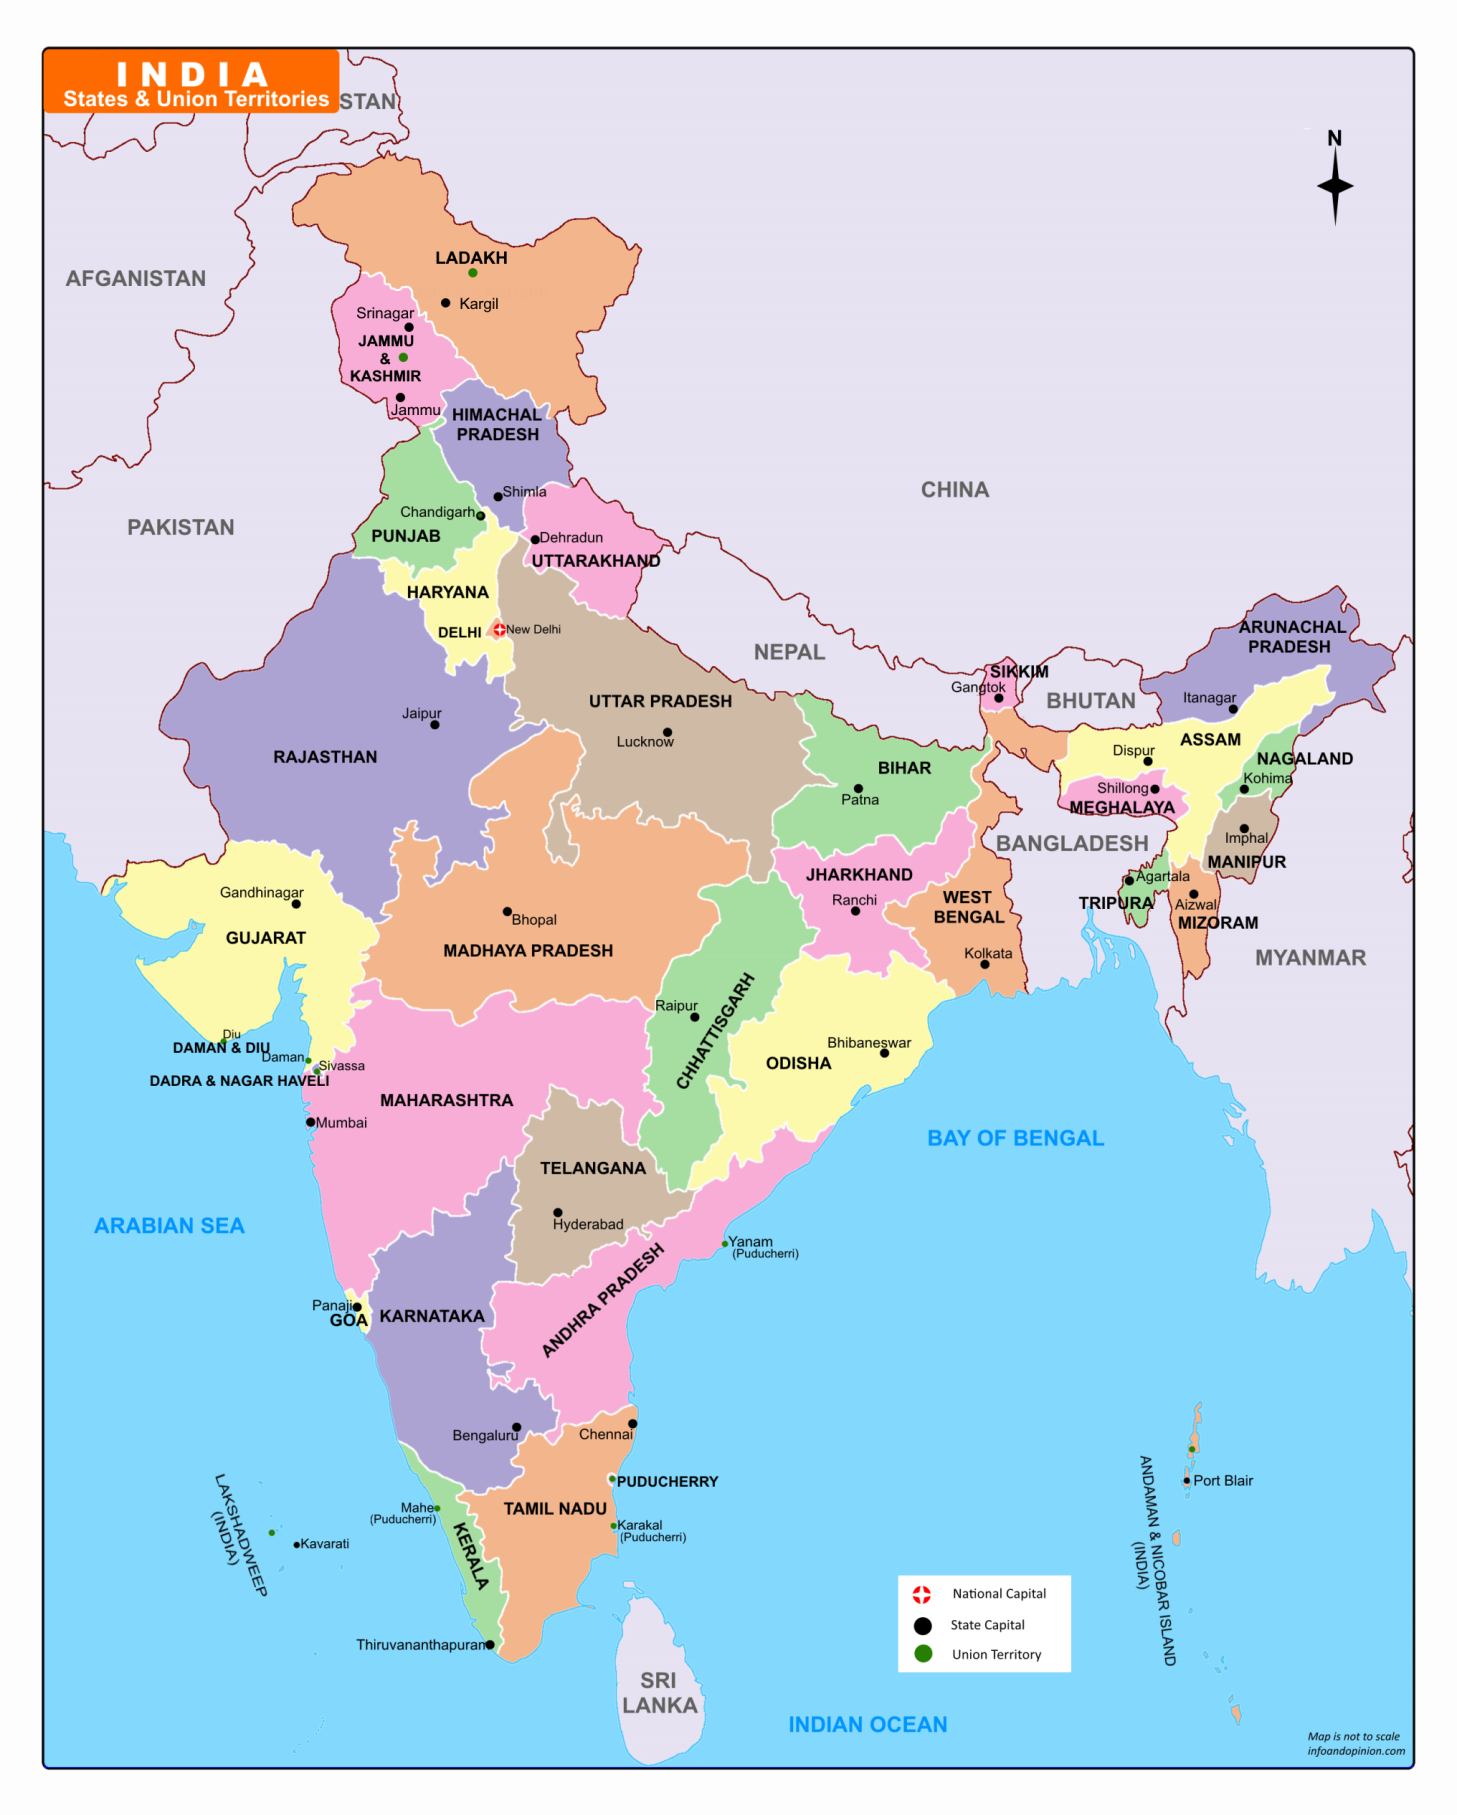 INDIA
States & Union Territories
STAN
N
AFGANISTAN
LADAKH
Kargil
Srinagar
JAMMU
&
KASHMIR
Jammu
HIMACHAL
PRADESH
CHINA
Shimla
Chandigarh
PAKISTAN
PUNJAB
Dehradun
UTTARAKHAND
HARYANA
DELHI
New Delhi
NEPAL
ARUNACHAL
PRADESH
SIKKIM
Gangtok
BHUTAN
Itanagar
UTTAR PRADESH
Jaipur
Lucknow
ASSAM
Dispur
RAJASTHAN
BIHAR
NAGALAND
Kohima
Patna
Shillong
MEGHALAYA
BANGLADESH
Imphal
MANIPUR
JHARKHAND
Agartala
Gandhinagar
Ranchi
WEST
BENGAL
TRIPURA
Aizwal
MIZORAM
Bhopal
GUJARAT
MADHAYA PRADESH
Kolkata
MYANMAR
Raipur
CHHATTISGARH
Diu
DAMAN & DIU
Daman
Bhibaneswar
ODISHA
Sivassa
DADRA & NAGAR HAVELI
MAHARASHTRA
Mumbai
BAY OF BENGAL
TELANGANA
ARABIAN SEA
Hyderabad
Yanam
(Puducherri)
ANDHRA PRADESH
Panaji
GOA
KARNATAKA
Bengaluru
Chennai
PUDUCHERRY
Port Blair
LAKSHADWEEP
(INDIA)
Mahe
(Puducherri)
TAMIL NADU
Karakal
(Puducherri)
Kavarati
KERALA
ANDAMAN & NICOBAR ISLAND
(INDIA)
National Capital
State Capital
Union Territory
Thiruvananthapuram
SRI
LANKA
INDIAN OCEAN
Map is not to scale
infoandopinion.com